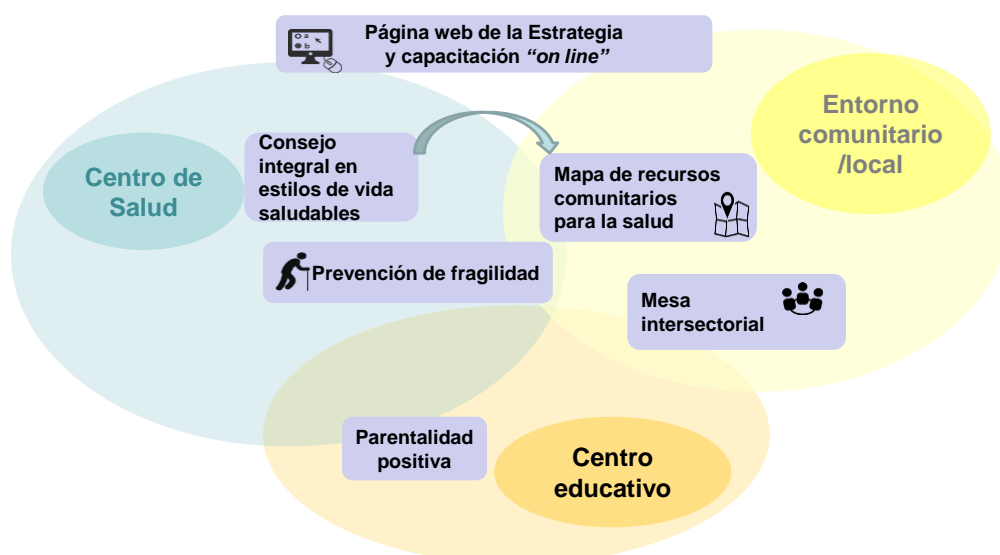 Página web de la Estrategia
y capacitación “on line”
Entorno
comunitario
/local
Centro de
Salud
Consejo
integral en
estilos de vida
saludables
Mapa de recursos
comunitarios
para la salud
Prevención de fragilidad
Mesa
intersectorial
Parentalidad
positiva
Centro
educativo